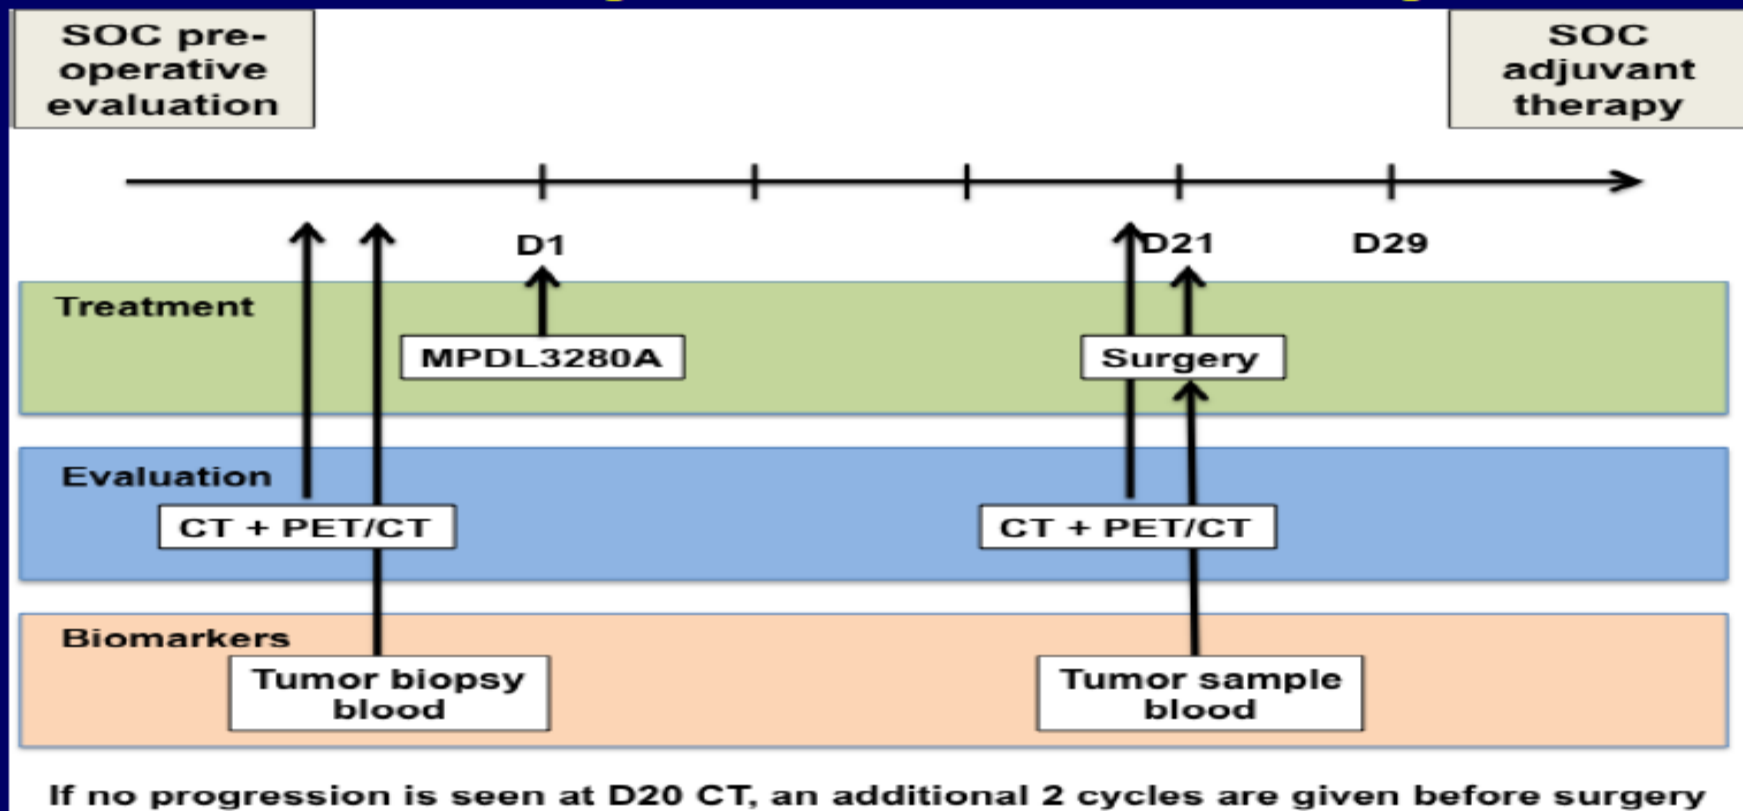 SOC pre-
operative
evaluation
SOC
adjuvant
therapy
D1
D21
D29
Treatment
MPDL3280A
Surgery
Evaluation
CT + PET/CT
CT + PET/CT
Biomarkers
Tumor biopsy
blood
Tumor sample
blood
If no progression is seen at D20 CT, an additional 2 cycles are given before surgery